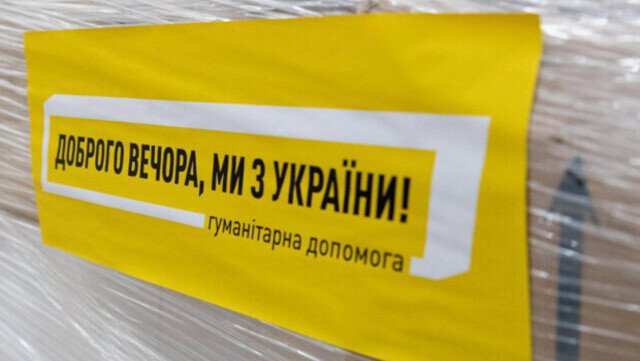 ДОБРОГО ВЕЧОРА, МИ З УКРАЇНИ!
гуманітарна допомога